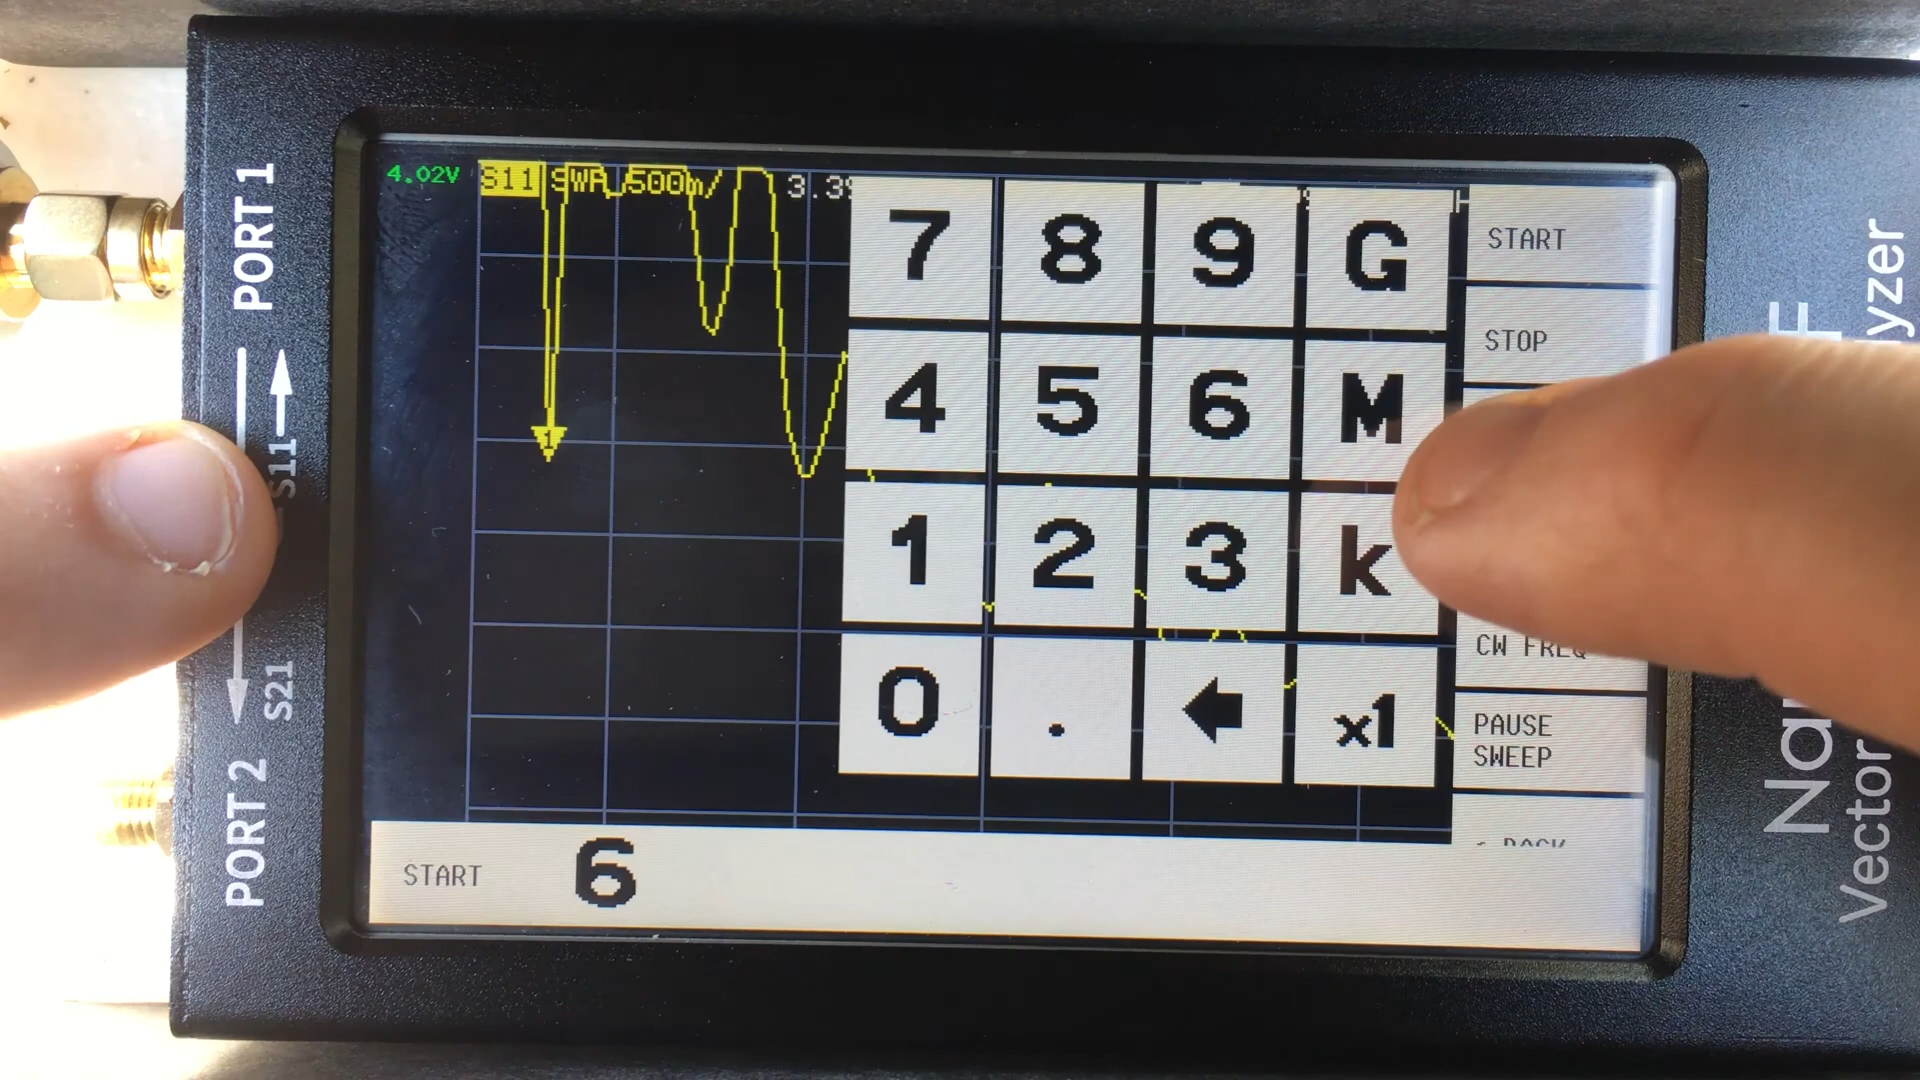 4.02V
S11 SWR 500m/ 3.39
7 8 9 G
4 5 6 M
1 2 3 k
0 . ← x1
START
STOP
CW FREQ
PAUSE
SWEEP
BACK
START 6
PORT 1
S11
S21
PORT 2
Vector